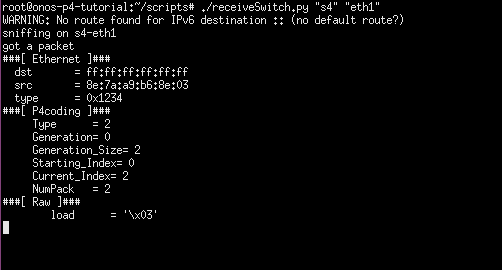 root@onos-p4-tutorial:~/scripts# ./receiveSwitch.py "s4" "eth1"
WARNING: No route found for IPv6 destination :: (no default route?)
sniffing on s4-eth1
got a packet
###[ Ethernet ]###
  dst       = ff:ff:ff:ff:ff:ff
  src       = 8e:7a:a9:b6:8e:03
  type      = 0x1234
###[ P4coding ]###
     Type      = 2
     Generation= 0
     Generation_Size= 2
     Starting_Index= 0
     Current_Index= 2
     NumPack   = 2
###[ Raw ]###
        load      = '\x03'